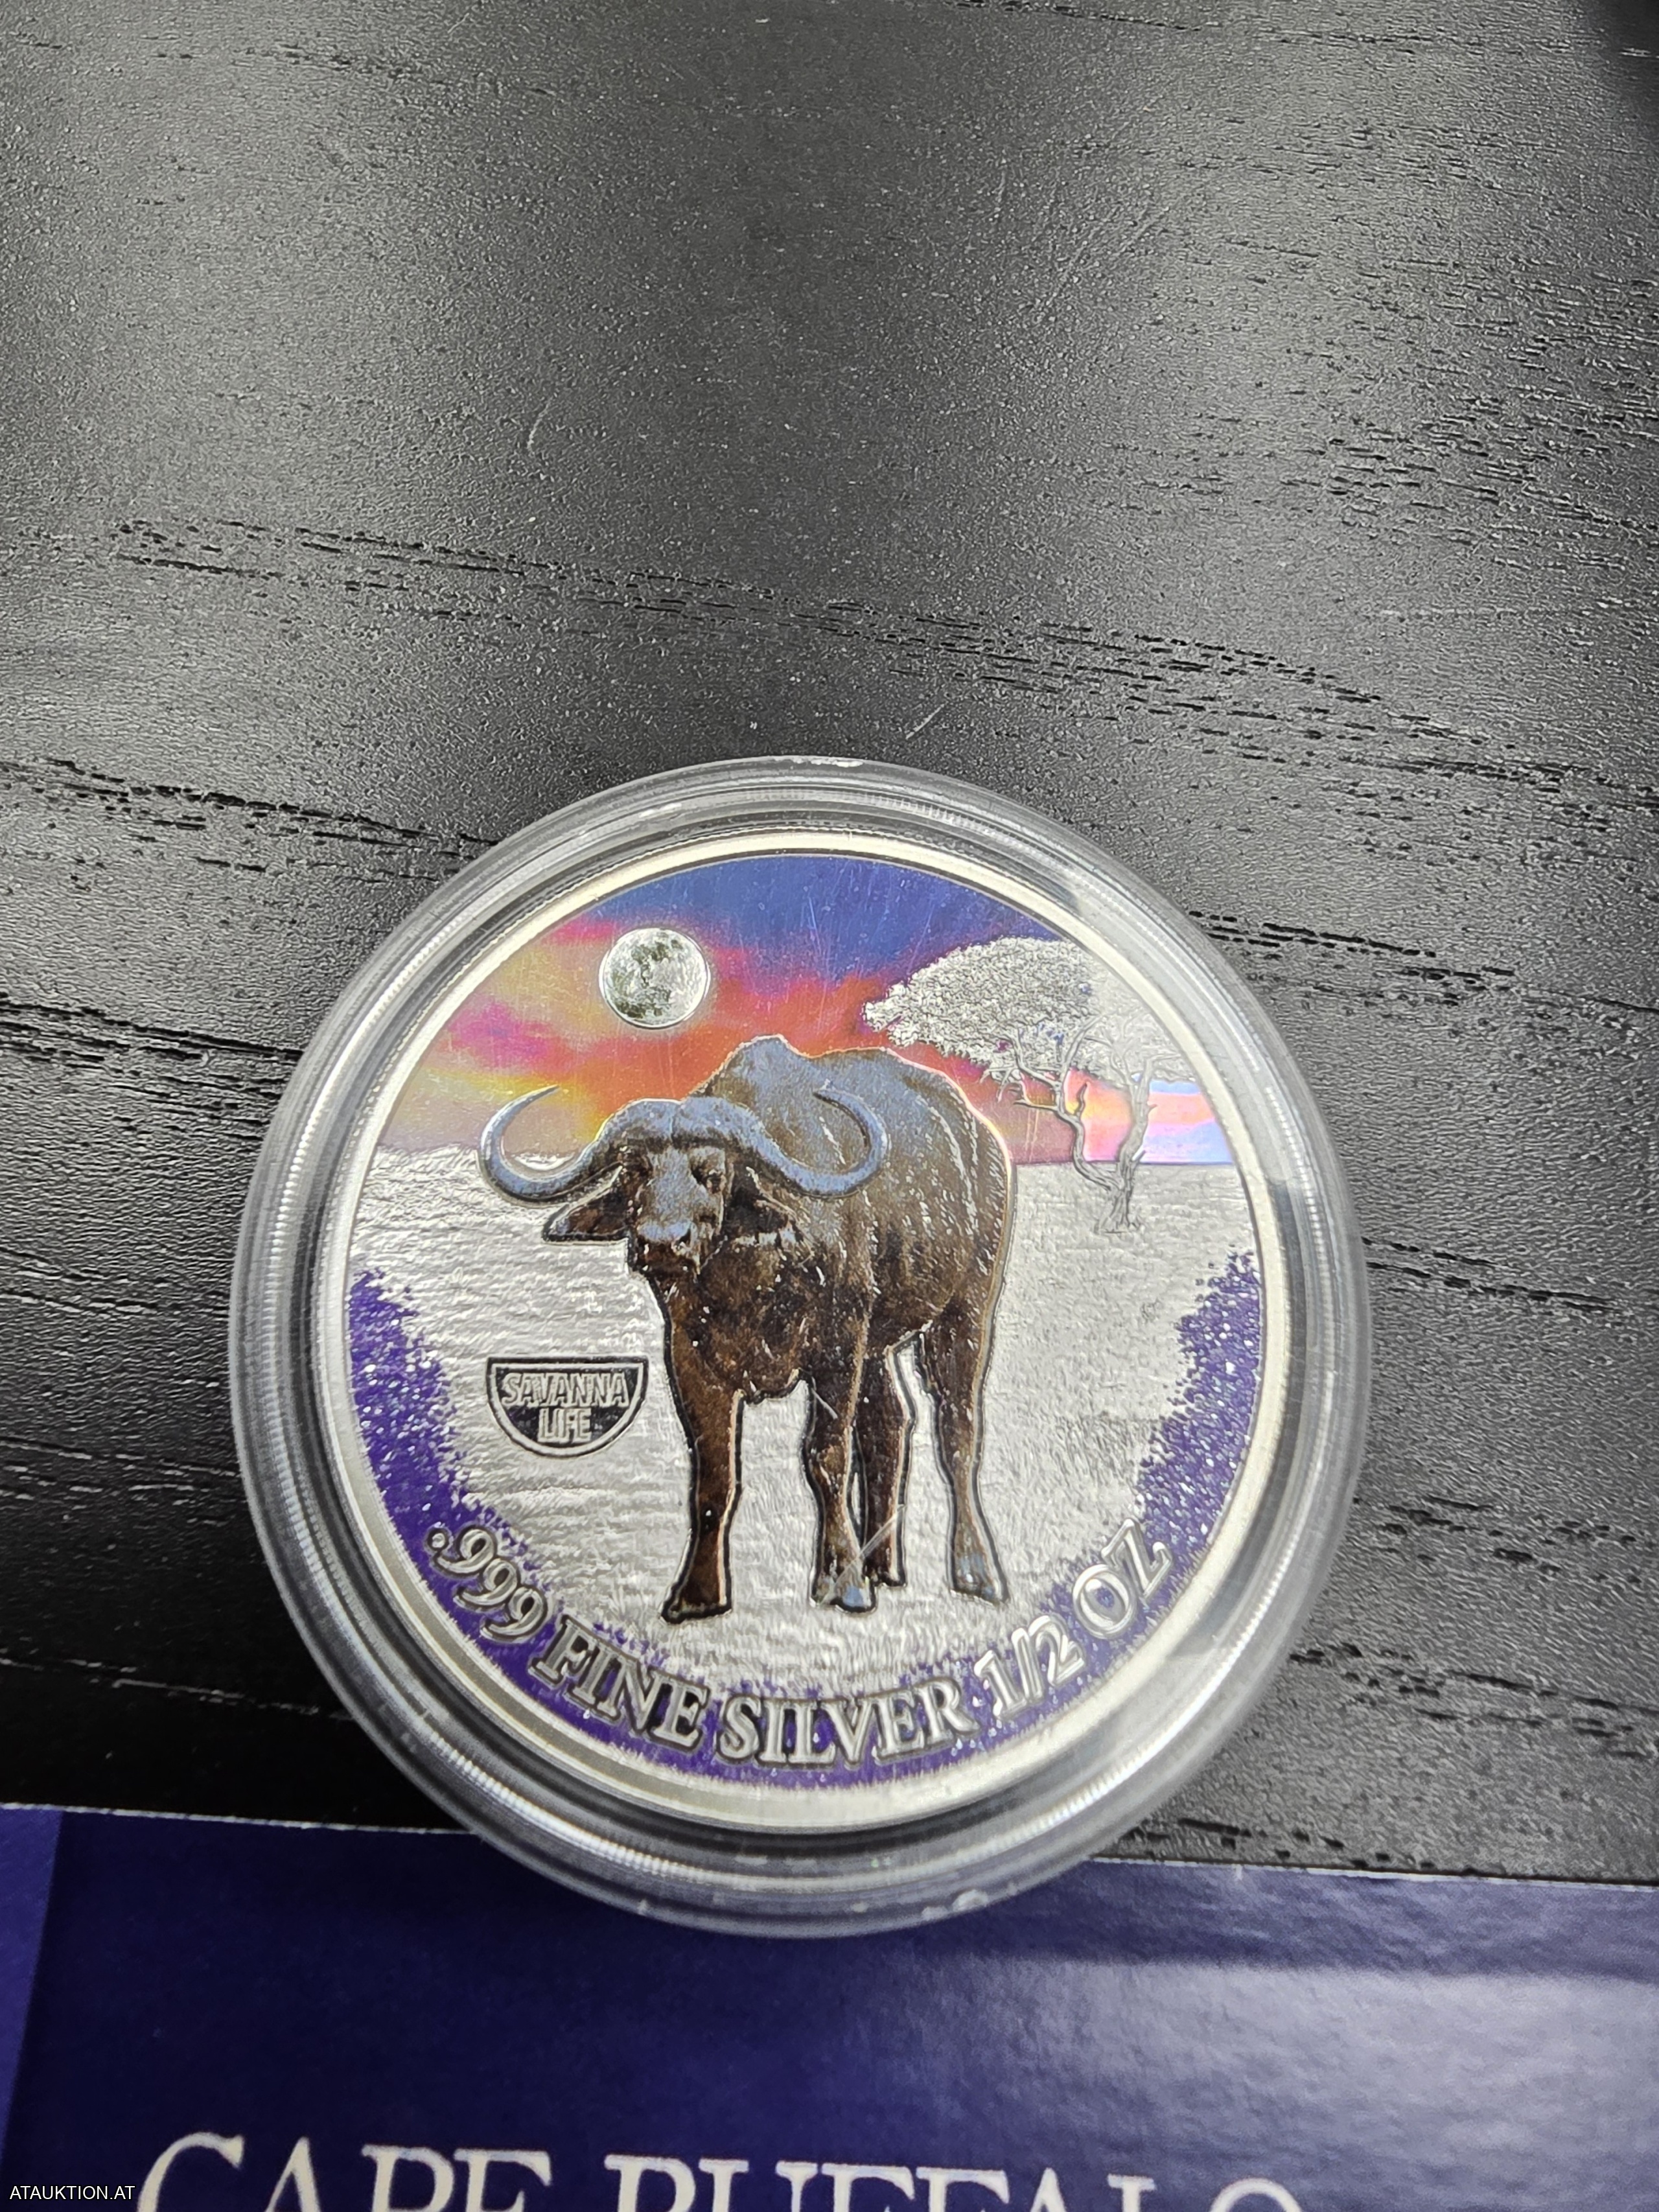 SAVANNA
LIFE
.999 FINE SILVER 1/2 OZ
CAPE BUFFALO
ATAUKTION.AT